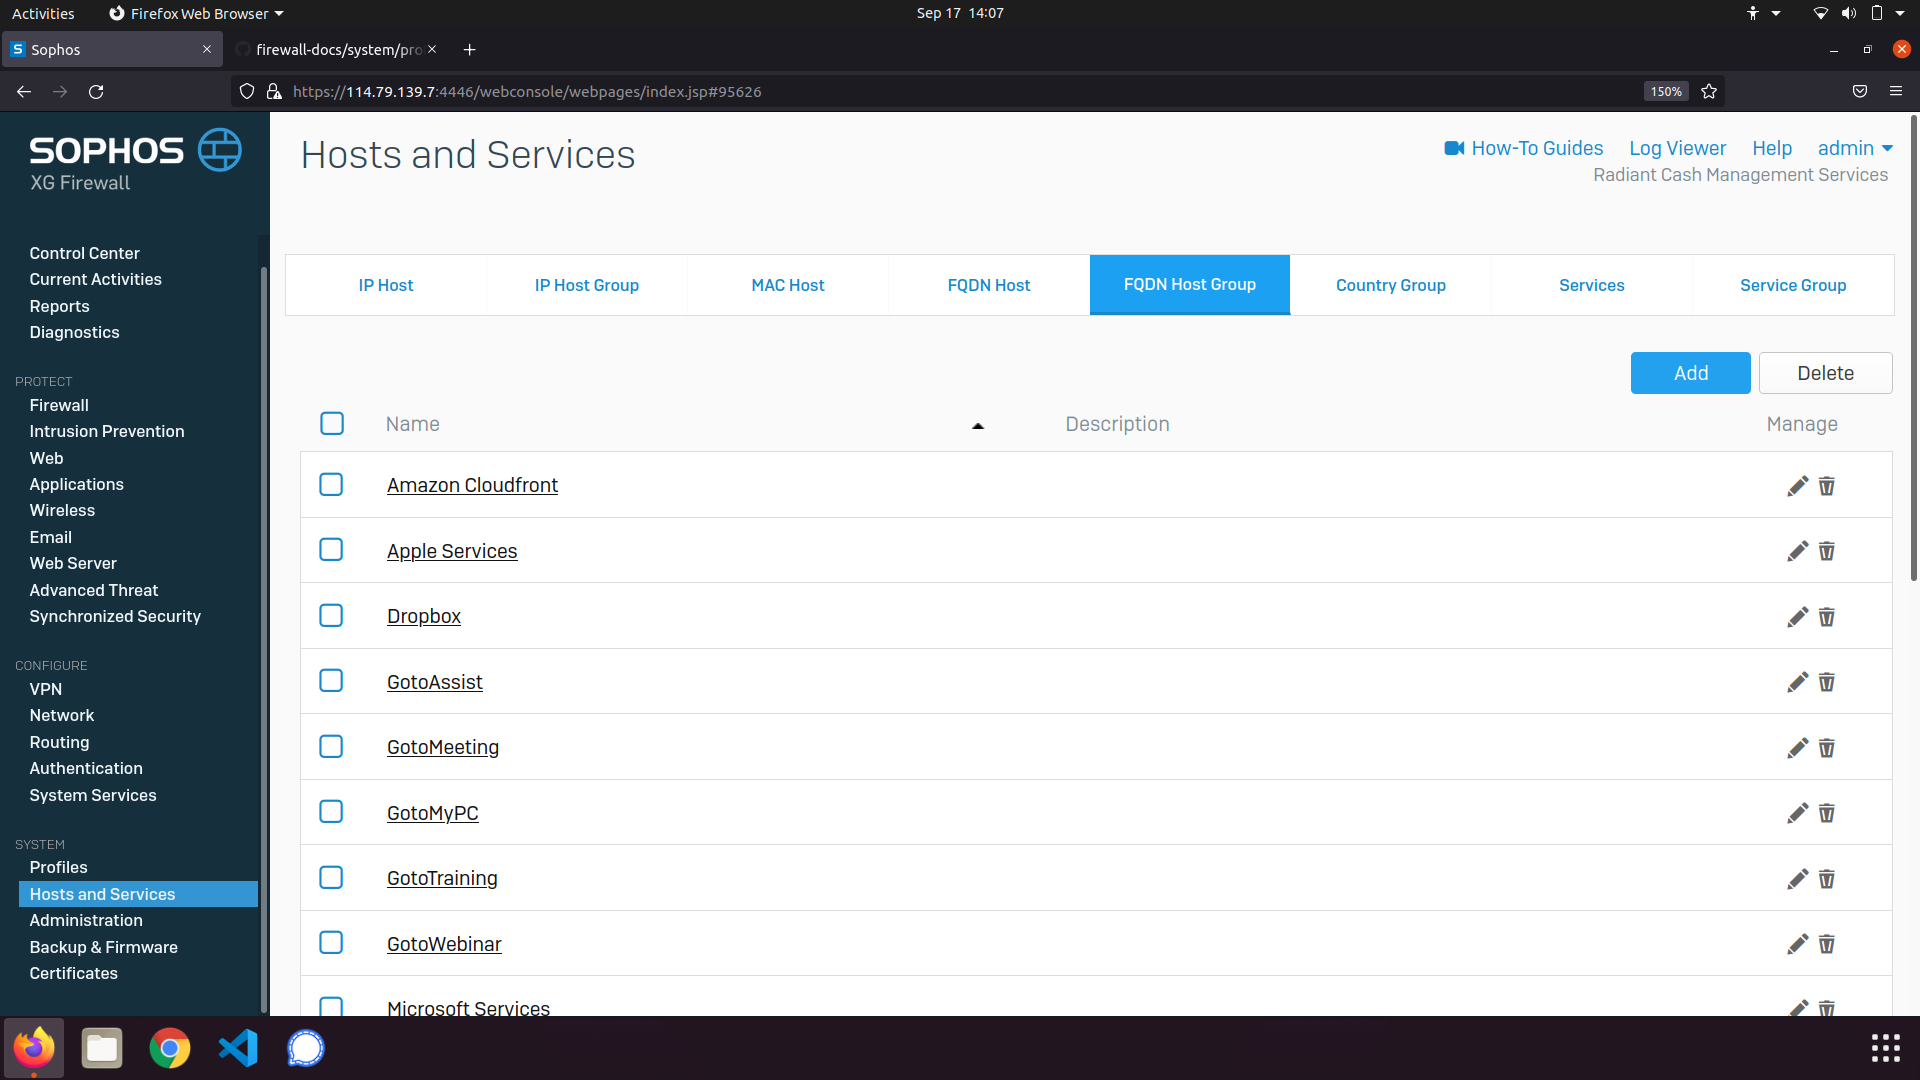 Activities
Firefox Web Browser
Sep 17 14:07
Sophos
firewall-docs/system/pro
https://114.79.139.7:4446/webconsole/webpages/index.jsp#95626
150%
SOPHOS
XG Firewall
Hosts and Services
How-To Guides
Log Viewer
Help
admin
Radiant Cash Management Services
Control Center
Current Activities
Reports
Diagnostics
PROTECT
Firewall
Intrusion Prevention
Web
Applications
Wireless
Email
Web Server
Advanced Threat
Synchronized Security
CONFIGURE
VPN
Network
Routing
Authentication
System Services
SYSTEM
Profiles
Hosts and Services
Administration
Backup & Firmware
Certificates
IP Host
IP Host Group
MAC Host
FQDN Host
FQDN Host Group
Country Group
Services
Service Group
Add
Delete
Name
Description
Manage
Amazon Cloudfront
Apple Services
Dropbox
GotoAssist
GotoMeeting
GotoMyPC
GotoTraining
GotoWebinar
Microsoft Services